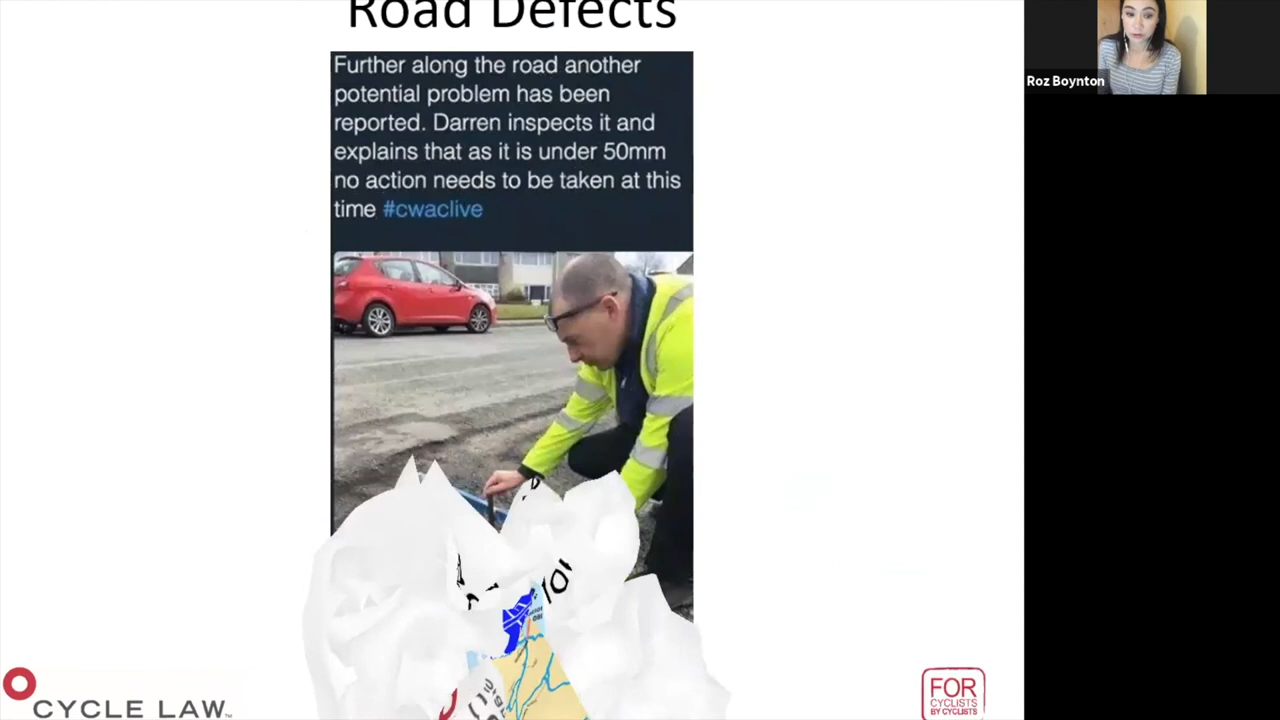 Road Defects
Further along the road another
potential problem has been
reported. Darren inspects it and
explains that as it is under 50mm
no action needs to be taken at this
time #cwaclive
Roz Boynton
CYCLE LAW™
FOR
CYCLISTS
BY CYCLISTS